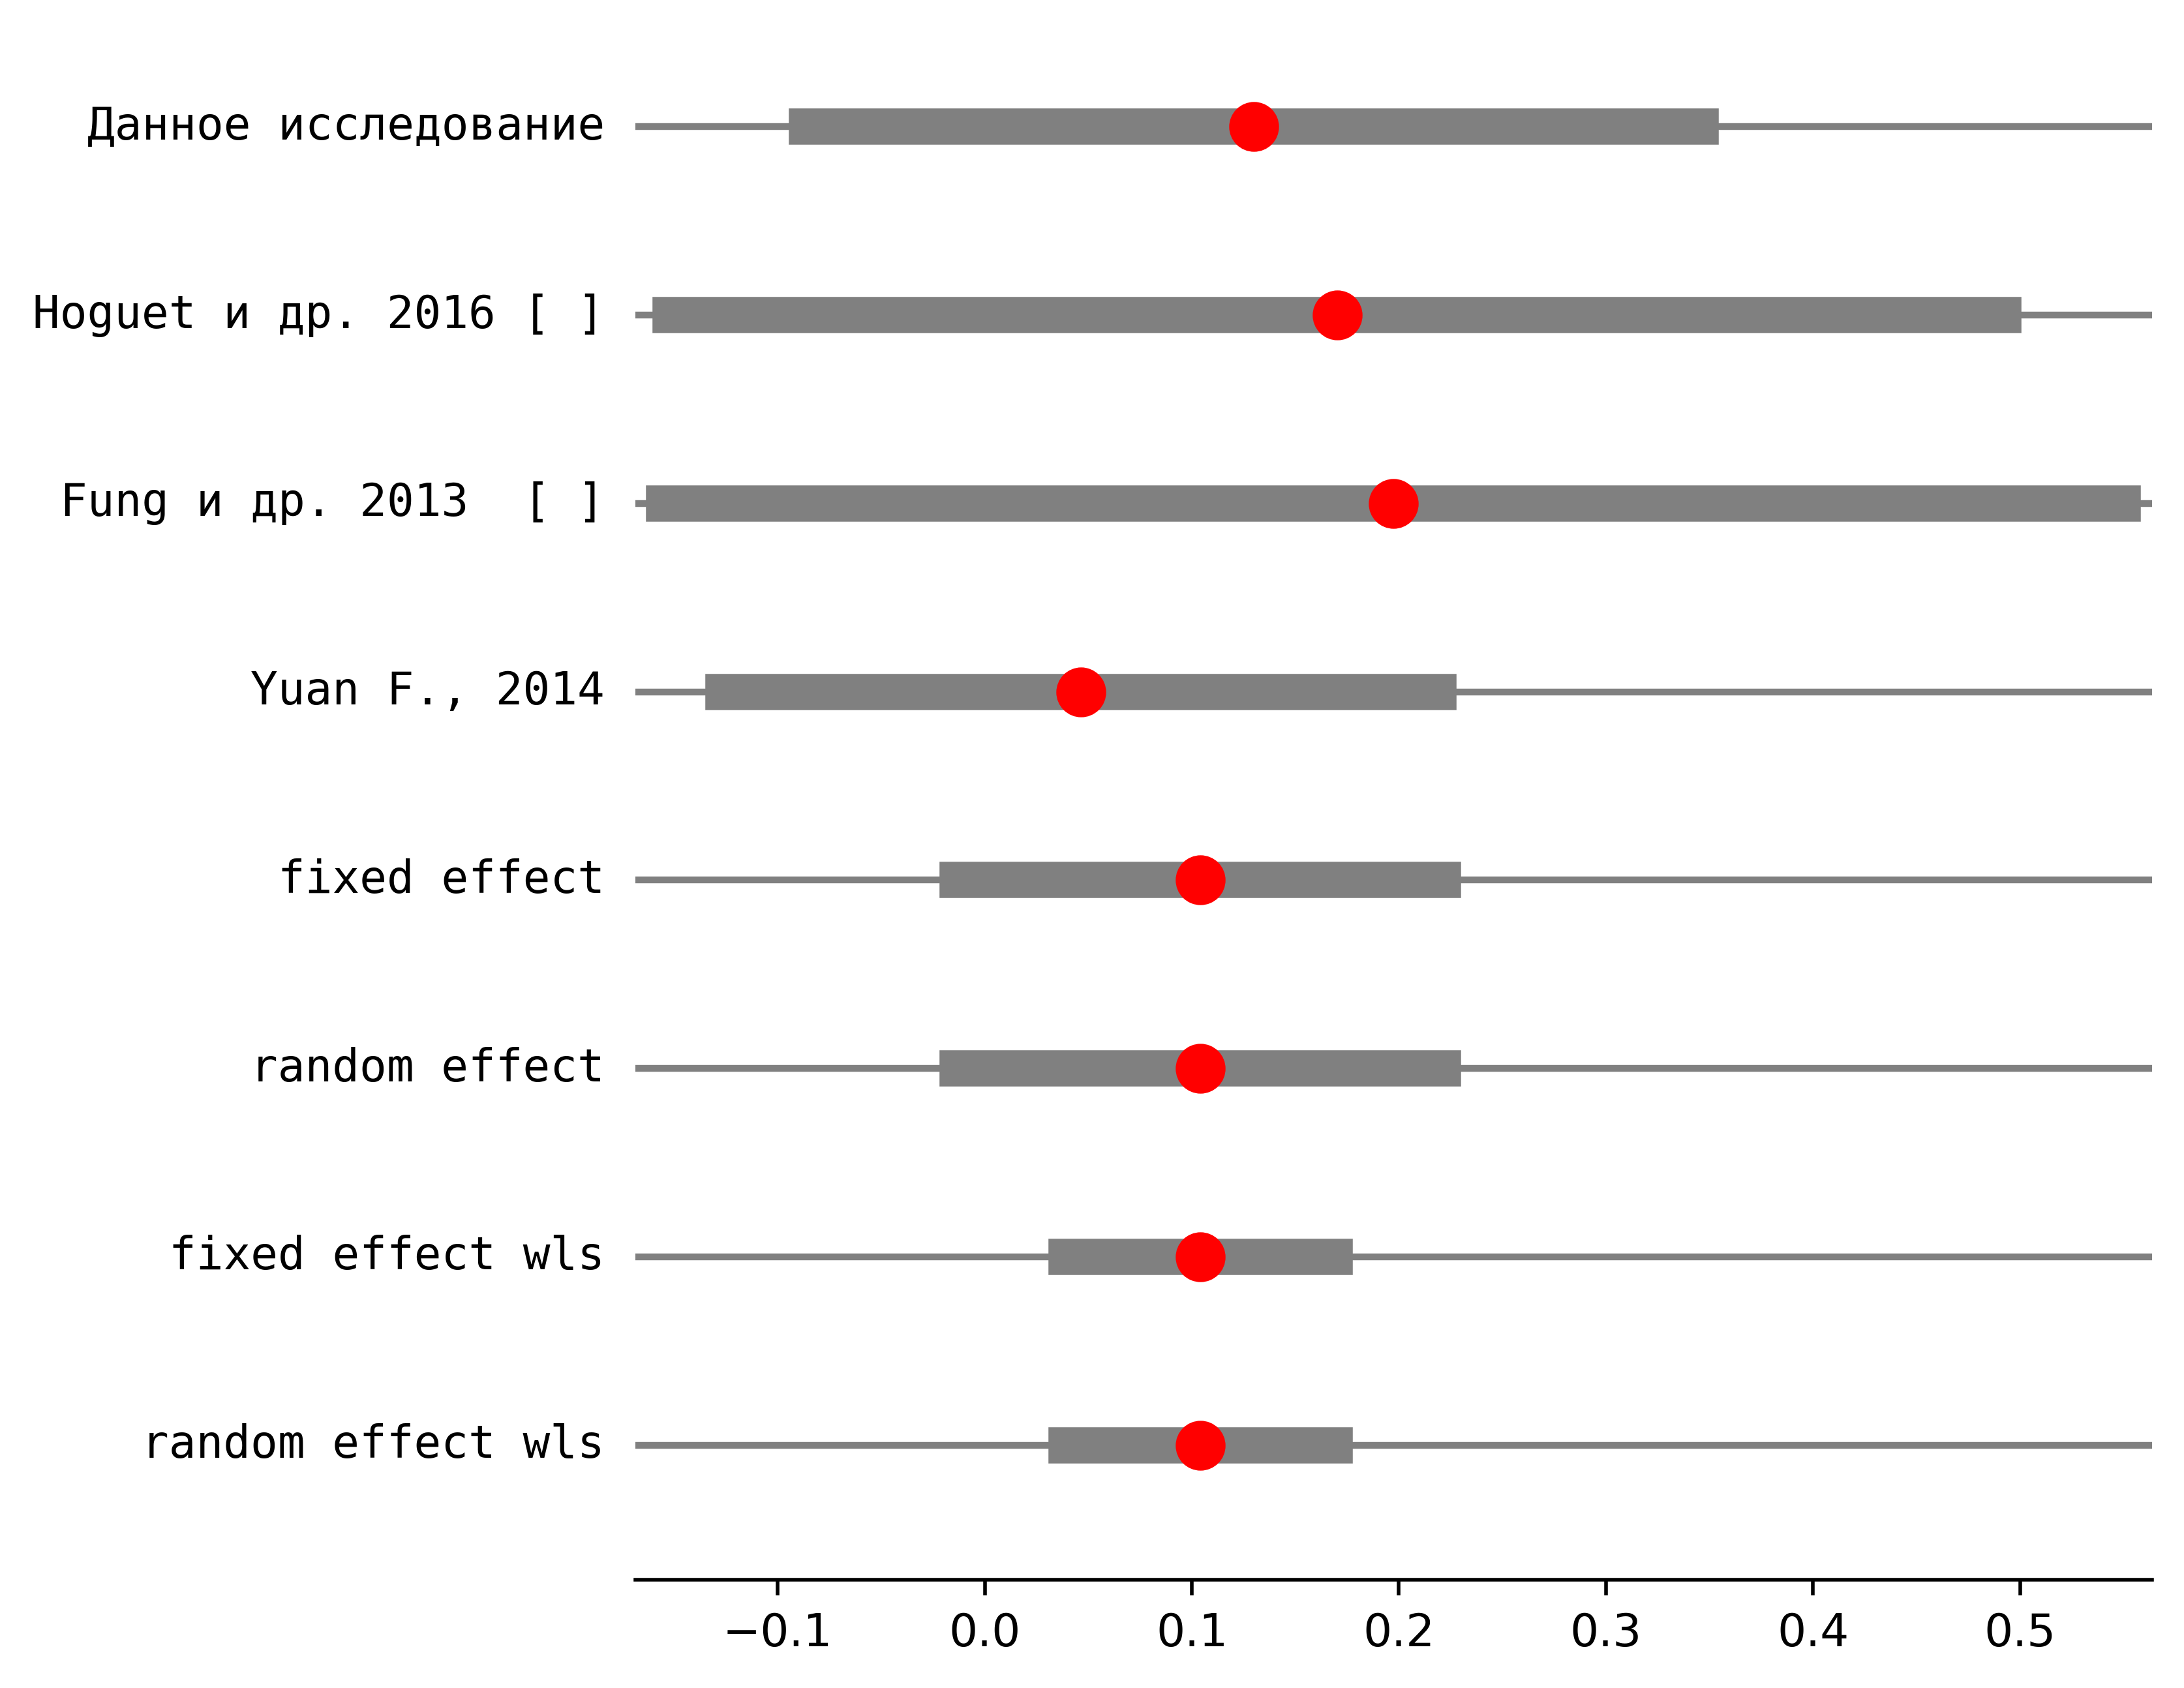 Данное исследование
Hoguet и др. 2016 [ ]
Fung и др. 2013  [ ]
Yuan F., 2014
fixed effect
random effect
fixed effect wls
random effect wls
−0.1 0.0 0.1 0.2 0.3 0.4 0.5